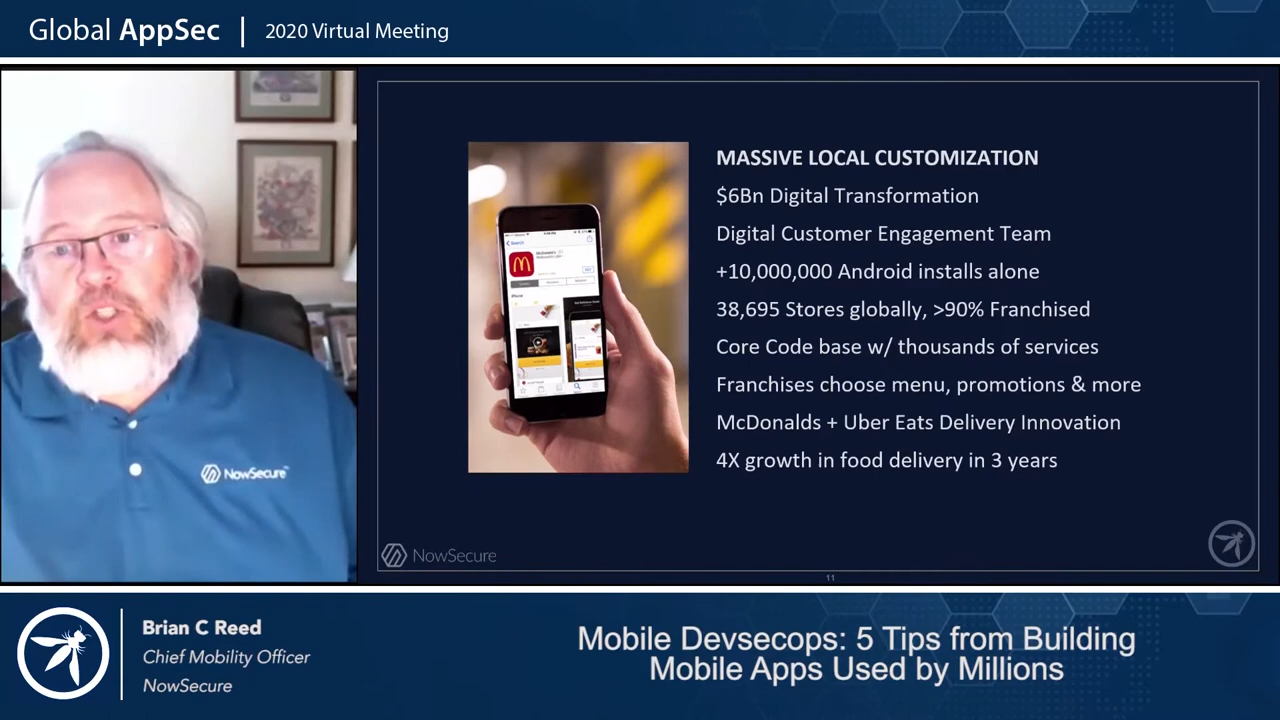 Global AppSec | 2020 Virtual Meeting
MASSIVE LOCAL CUSTOMIZATION
$6Bn Digital Transformation
Digital Customer Engagement Team
+10,000,000 Android installs alone
38,695 Stores globally, >90% Franchised
Core Code base w/ thousands of services
Franchises choose menu, promotions & more
McDonalds + Uber Eats Delivery Innovation
4X growth in food delivery in 3 years
NowSecure
NowSecure
11
Brian C Reed
Chief Mobility Officer
NowSecure
Mobile Devsecops: 5 Tips from Building
Mobile Apps Used by Millions